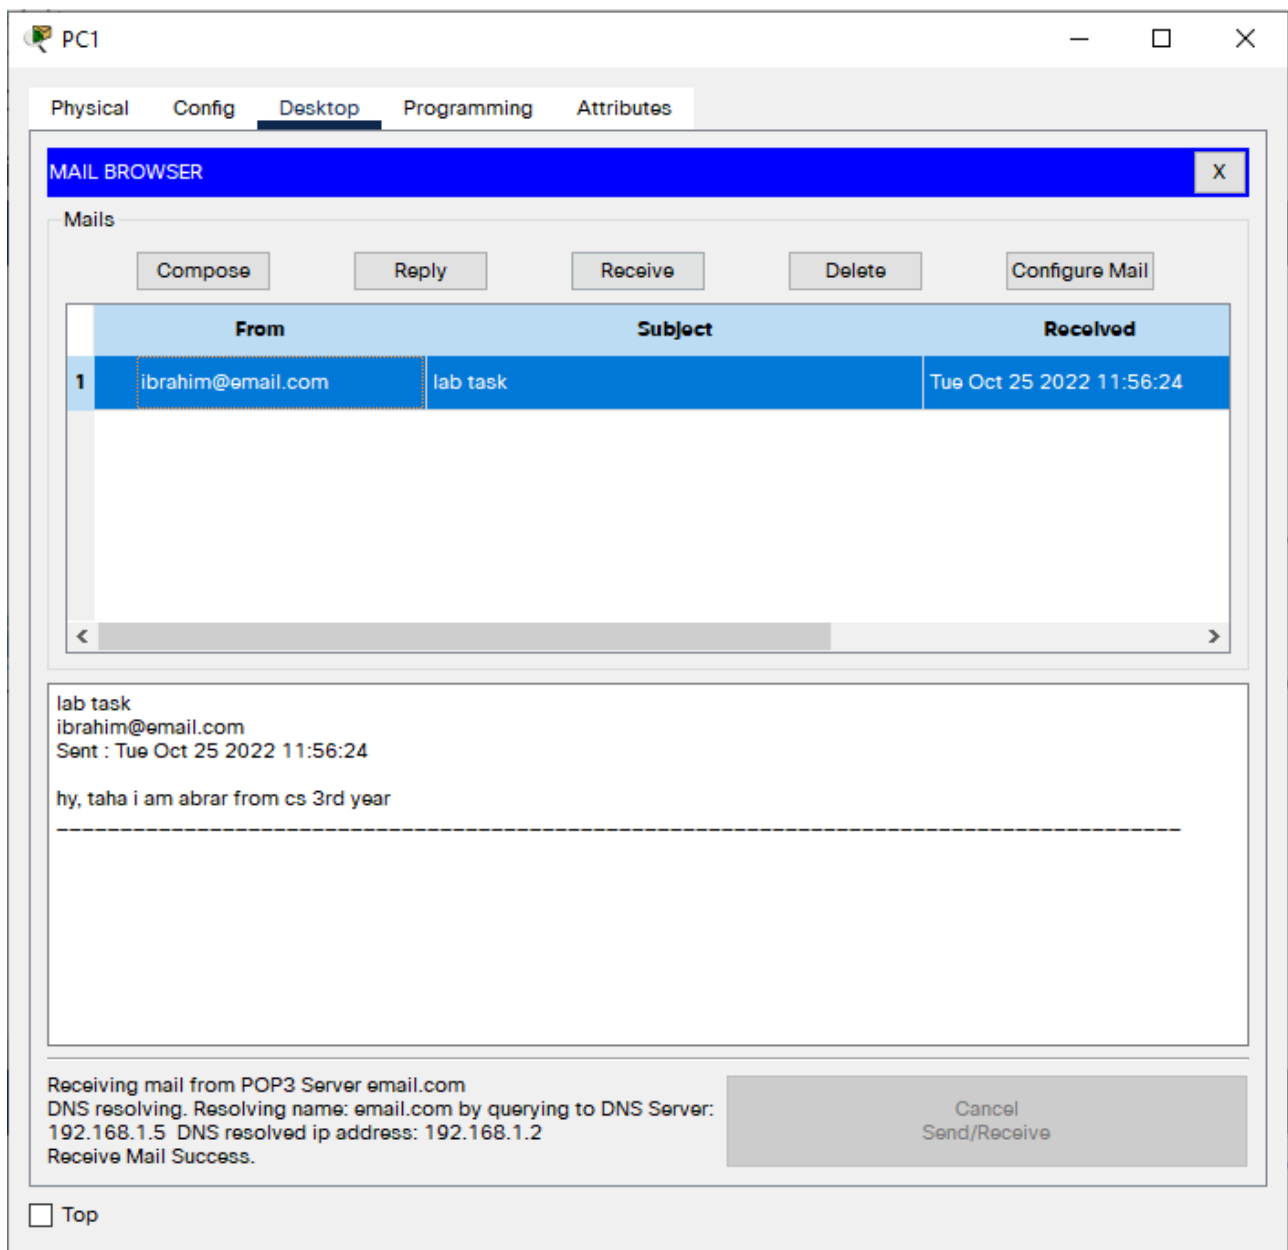 PC1
Physical Config Desktop Programming Attributes
MAIL BROWSER X
Mails
Compose Reply Receive Delete Configure Mail
From Subject Received
1 ibrahim@email.com lab task Tue Oct 25 2022 11:56:24
lab task
ibrahim@email.com
Sent : Tue Oct 25 2022 11:56:24
hy, taha i am abrar from cs 3rd year
Receiving mail from POP3 Server email.com
DNS resolving. Resolving name: email.com by querying to DNS Server:
192.168.1.5 DNS resolved ip address: 192.168.1.2
Receive Mail Success.
Cancel
Send/Receive
Top